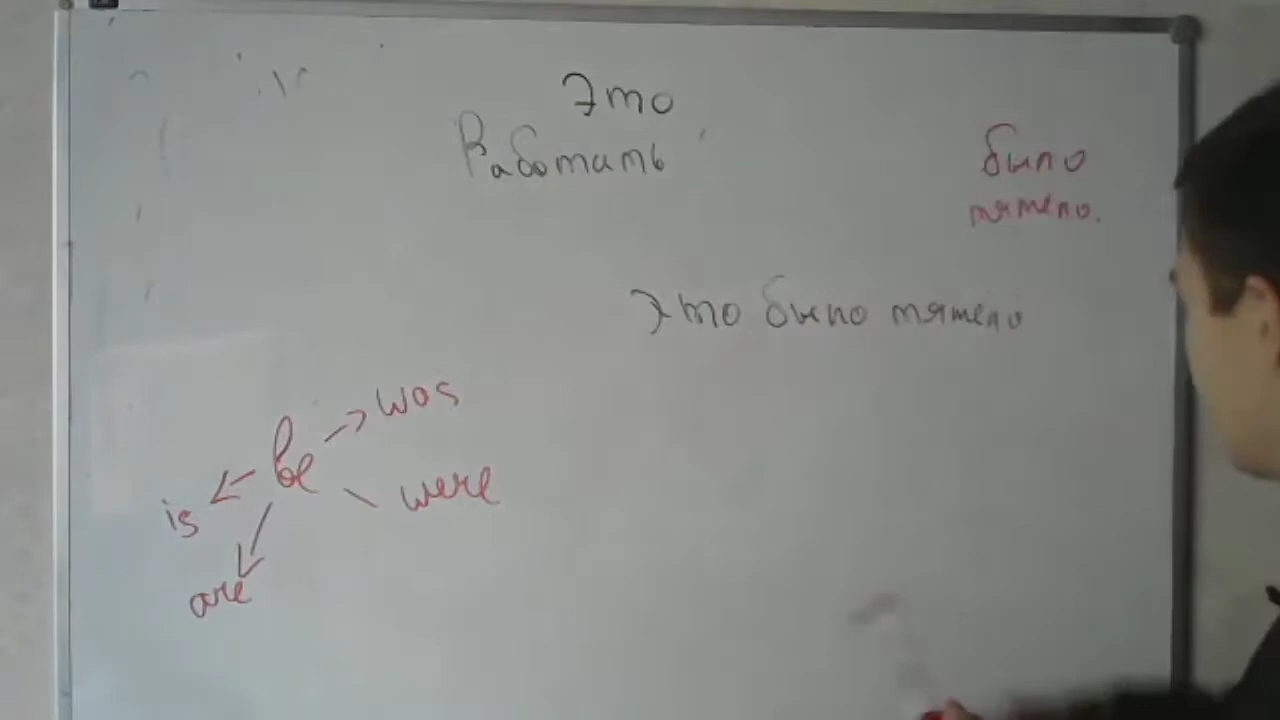 Это
Работать
было
тяжело.
Это было тяжело
be
was
were
is
are